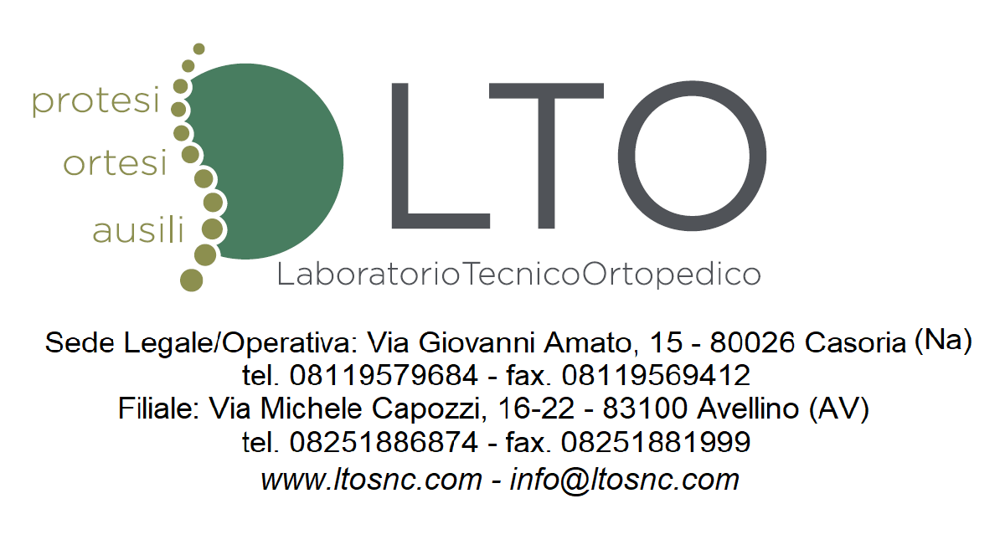 protesi
ortesi
ausili
LTO
LaboratorioTecnicoOrtopedico
Sede Legale/Operativa: Via Giovanni Amato, 15 - 80026 Casoria (Na)
tel. 08119579684 - fax. 08119569412
Filiale: Via Michele Capozzi, 16-22 - 83100 Avellino (AV)
tel. 08251886874 - fax. 08251881999
www.ltosnc.com - info@ltosnc.com